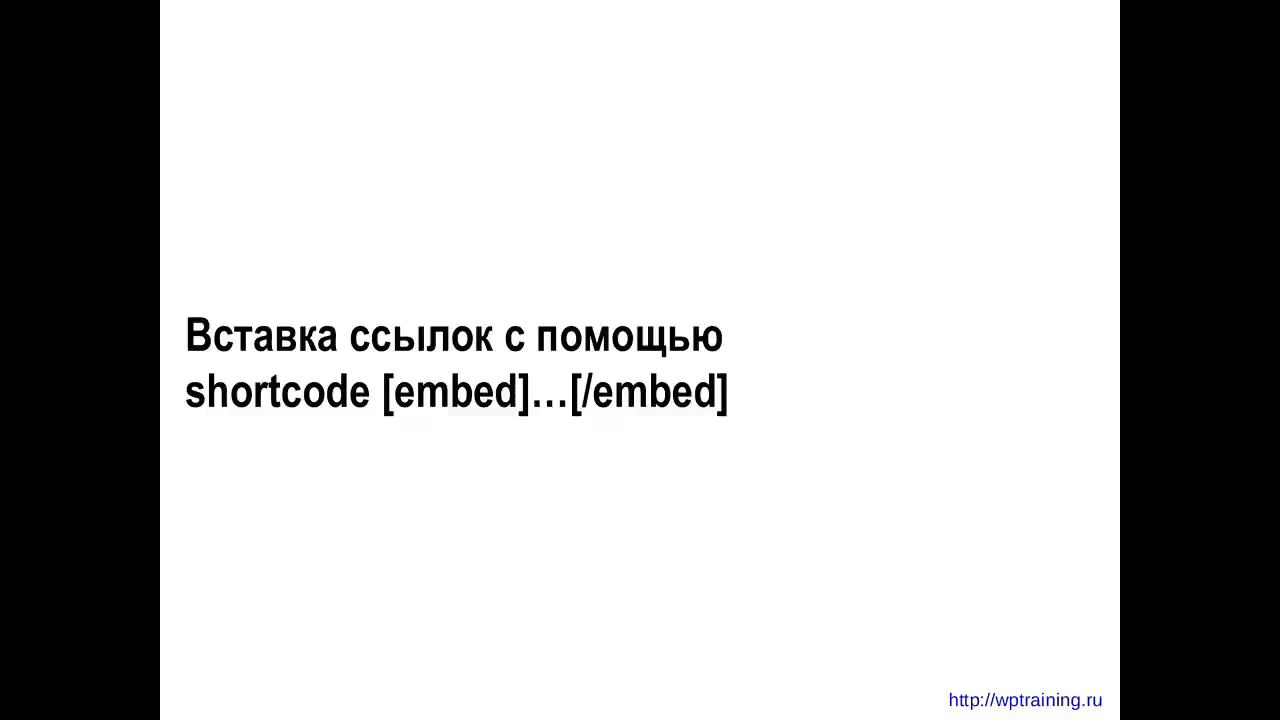 Вставка ссылок с помощью
shortcode [embed]…[/embed]
http://wptraining.ru